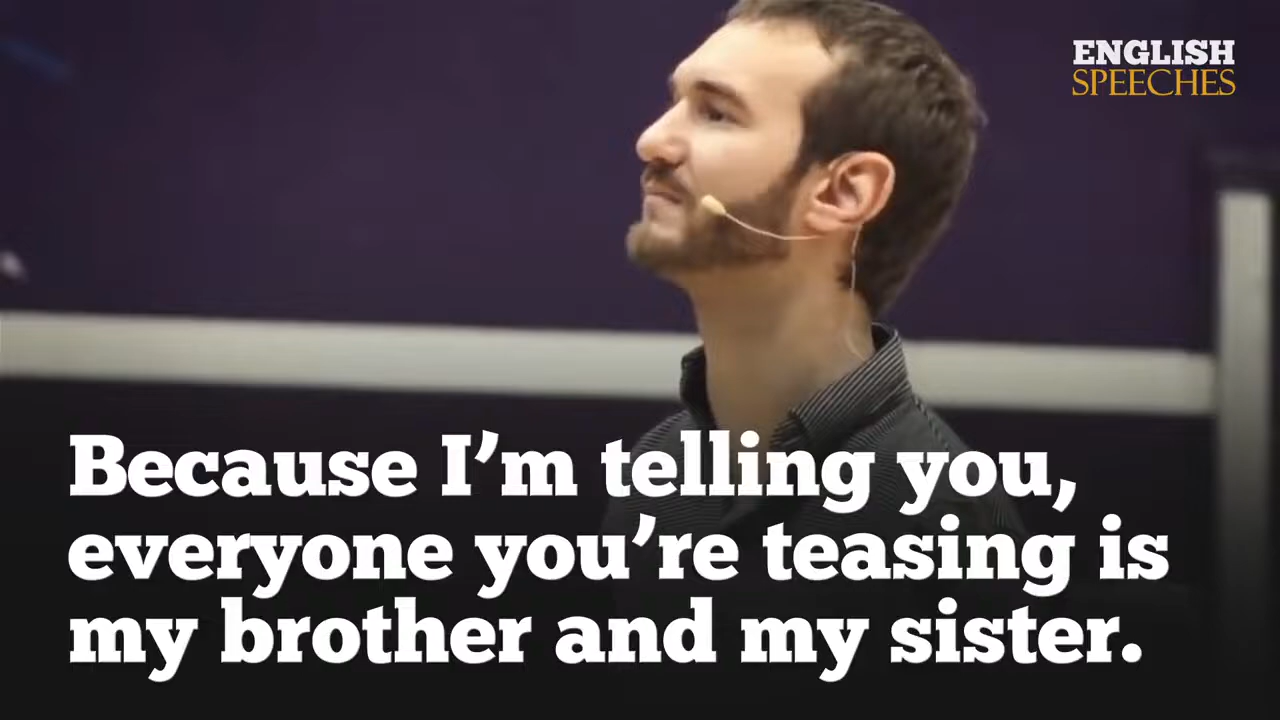 ENGLISH
SPEECHES
Because I’m telling you,
everyone you’re teasing is
my brother and my sister.